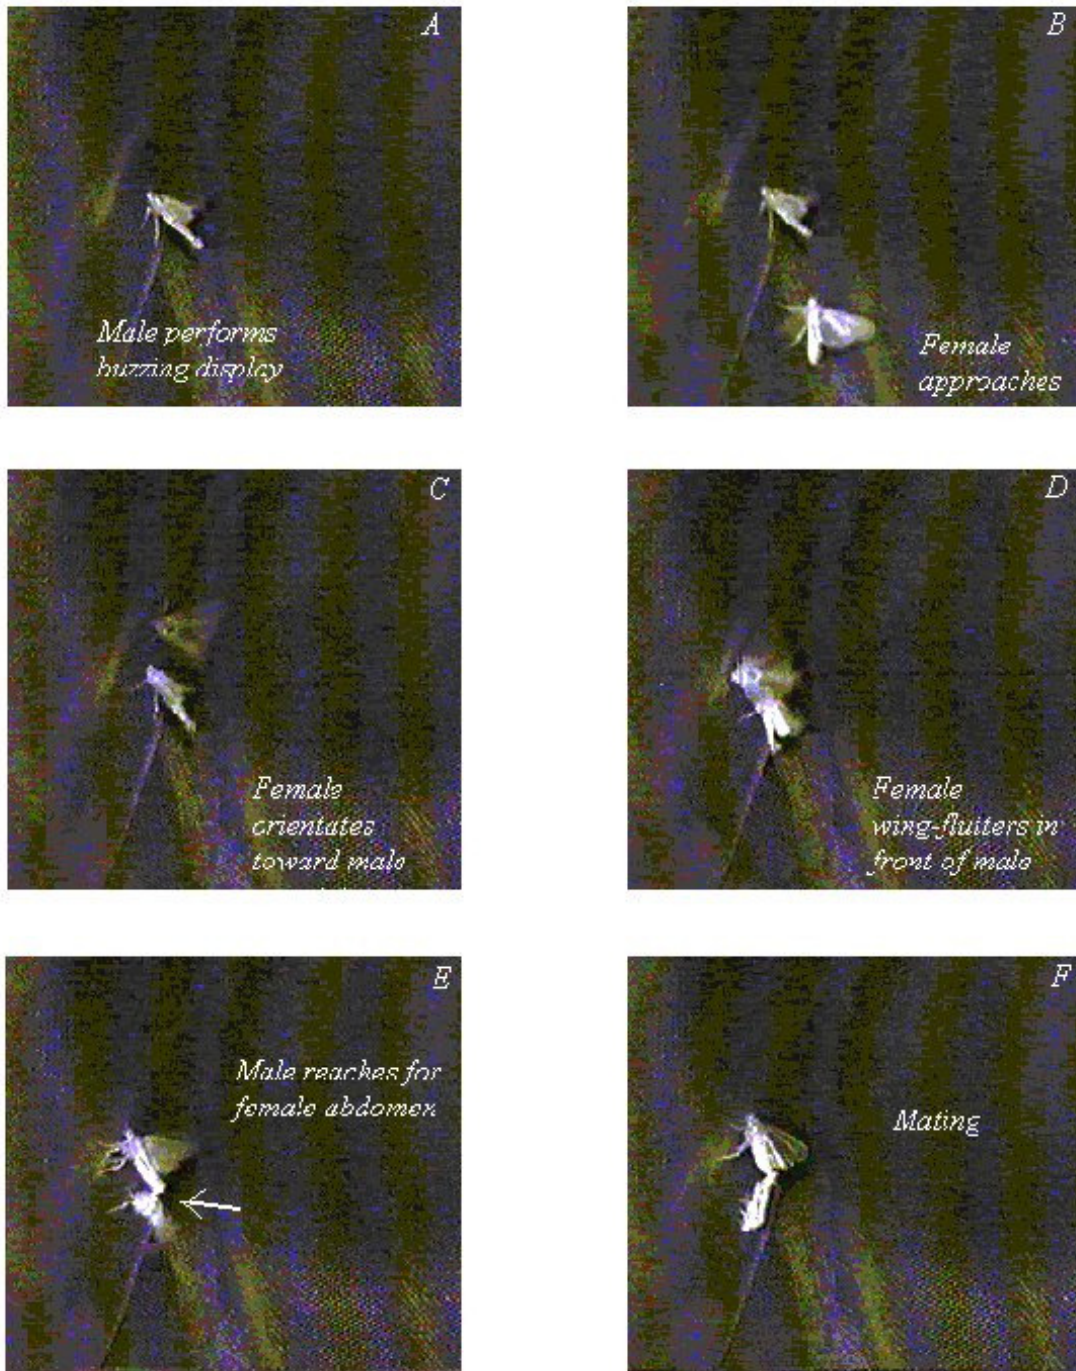 A
Male performs
buzzing display
B
Female
approaches
C
Female
orientates
toward male
D
Female
wing-flutters in
front of male
E
Male reaches for
female abdomen
F
Mating